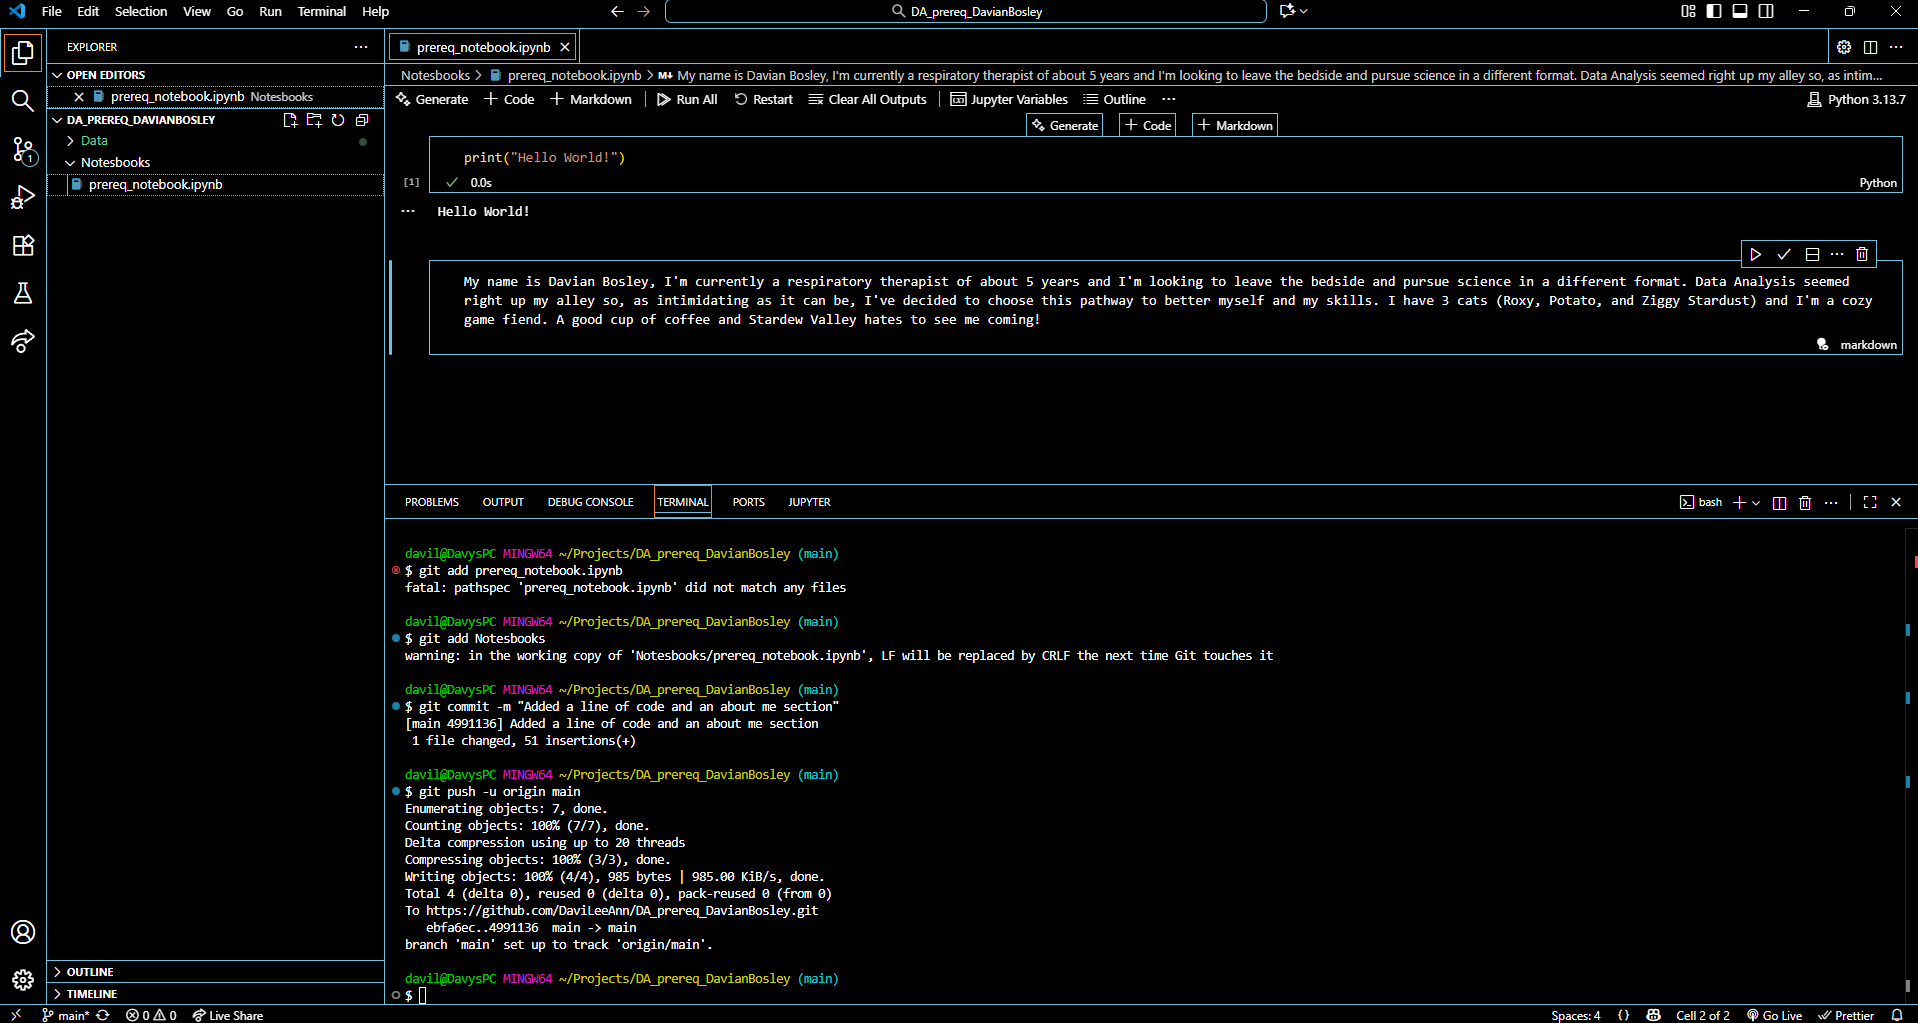 File Edit Selection View Go Run Terminal Help
DA_prereq_DavianBosley
EXPLORER
OPEN EDITORS
prereq_notebook.ipynb Notesbooks
DA_PREREQ_DAVIANBOSLEY
Data
Notesbooks
prereq_notebook.ipynb
OUTLINE
TIMELINE
1
prereq_notebook.ipynb
Notesbooks > prereq_notebook.ipynb > M↓ My name is Davian Bosley, I'm currently a respiratory therapist of about 5 years and I'm looking to leave the bedside and pursue science in a different format. Data Analysis seemed right up my alley so, as intim...
Generate + Code + Markdown Run All Restart Clear All Outputs Jupyter Variables Outline ... Python 3.13.7
Generate + Code + Markdown
print("Hello World!")
[1] 0.0s
Python
... Hello World!
My name is Davian Bosley, I'm currently a respiratory therapist of about 5 years and I'm looking to leave the bedside and pursue science in a different format. Data Analysis seemed
right up my alley so, as intimidating as it can be, I've decided to choose this pathway to better myself and my skills. I have 3 cats (Roxy, Potato, and Ziggy Stardust) and I'm a cozy
game fiend. A good cup of coffee and Stardew Valley hates to see me coming!
markdown
PROBLEMS OUTPUT DEBUG CONSOLE TERMINAL PORTS JUPYTER
bash
davil@DavysPC MINGW64 ~/Projects/DA_prereq_DavianBosley (main)
$ git add prereq_notebook.ipynb
fatal: pathspec 'prereq_notebook.ipynb' did not match any files
davil@DavysPC MINGW64 ~/Projects/DA_prereq_DavianBosley (main)
$ git add Notesbooks
warning: in the working copy of 'Notesbooks/prereq_notebook.ipynb', LF will be replaced by CRLF the next time Git touches it
davil@DavysPC MINGW64 ~/Projects/DA_prereq_DavianBosley (main)
$ git commit -m "Added a line of code and an about me section"
[main 4991136] Added a line of code and an about me section
1 file changed, 51 insertions(+)
davil@DavysPC MINGW64 ~/Projects/DA_prereq_DavianBosley (main)
$ git push -u origin main
Enumerating objects: 7, done.
Counting objects: 100% (7/7), done.
Delta compression using up to 20 threads
Compressing objects: 100% (3/3), done.
Writing objects: 100% (4/4), 985 bytes | 985.00 KiB/s, done.
Total 4 (delta 0), reused 0 (delta 0), pack-reused 0 (from 0)
To https://github.com/DaviLeeAnn/DA_prereq_DavianBosley.git
ebfa6ec..4991136 main -> main
branch 'main' set up to track 'origin/main'.
davil@DavysPC MINGW64 ~/Projects/DA_prereq_DavianBosley (main)
$
main* 0 0 Live Share
Spaces: 4 {} Cell 2 of 2 Go Live Prettier